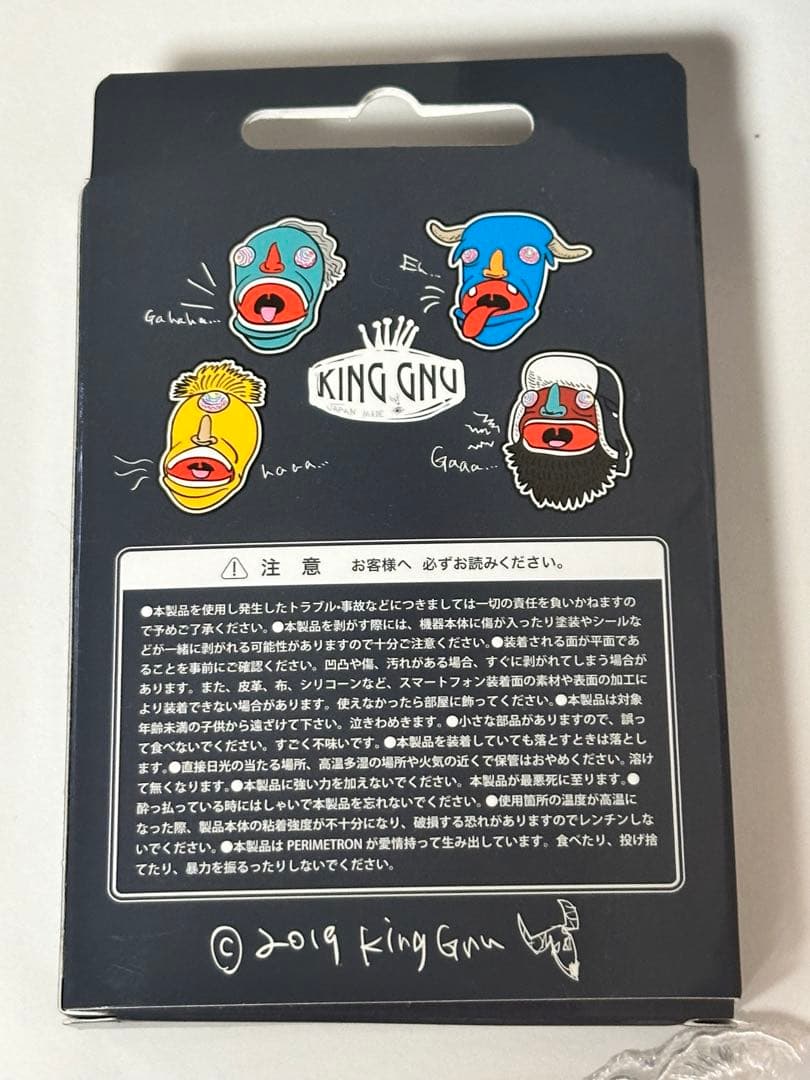 Gahaha...
Ei...
KING GNU
JAPAN MADE
haua...
Gaaa...
注 意 お客様へ 必ずお読みください。
●本製品を使用し発生したトラブル・事故などにつきましては一切の責任を負いかねますの
で予めご了承ください。●本製品を剥がす際には、機器本体に傷が入ったり塗装やシールな
どが一緒に剥がれる可能性がありますので十分ご注意ください。●装着される面が平面であ
ることを事前にご確認ください。凹凸や傷、汚れがある場合、すぐに剥がれてしまう場合が
あります。また、皮革、布、シリコーンなど、スマートフォン装着面の素材や表面の加工に
より装着できない場合があります。使えなかったら部屋に飾ってください。●本製品は対象
年齢未満の子供から遠ざけて下さい。泣きわめきます。●小さな部品がありますので、誤っ
て食べないでください。すごく不味いです。●本製品を装着していても落とすときは落とし
ます。●直接日光の当たる場所、高温多湿の場所や火気の近くで保管はおやめください。溶け
て無くなります。●本製品に強い力を加えないでください。本製品が最悪死に至ります。●
酔っ払っている時にはしゃいで本製品を忘れないでください。●使用箇所の温度が高温に
なった際、製品本体の粘着強度が不十分になり、破損する恐れがありますのでレンチンしな
いでください。●本製品は PERIMETRON が愛情持って生み出しています。食べたり、投げ捨
てたり、暴力を振るったりしないでください。
© 2019 King Gnu